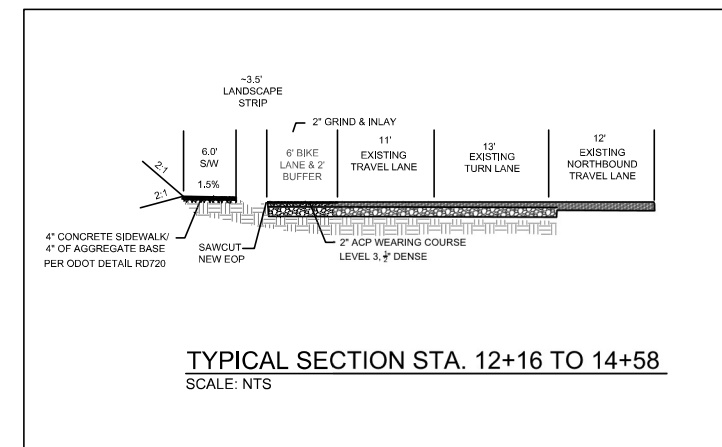 ~3.5'
LANDSCAPE
STRIP
2" GRIND & INLAY
6.0'
S/W
1.5%
6' BIKE
LANE & 2'
BUFFER
11'
EXISTING
TRAVEL LANE
13'
EXISTING
TURN LANE
12'
EXISTING
NORTHBOUND
TRAVEL LANE
2:1
2:1
4" CONCRETE SIDEWALK/
4" OF AGGREGATE BASE
PER ODOT DETAIL RD720
SAWCUT
NEW EOP
2" ACP WEARING COURSE
LEVEL 3, ½" DENSE
TYPICAL SECTION STA. 12+16 TO 14+58
SCALE: NTS